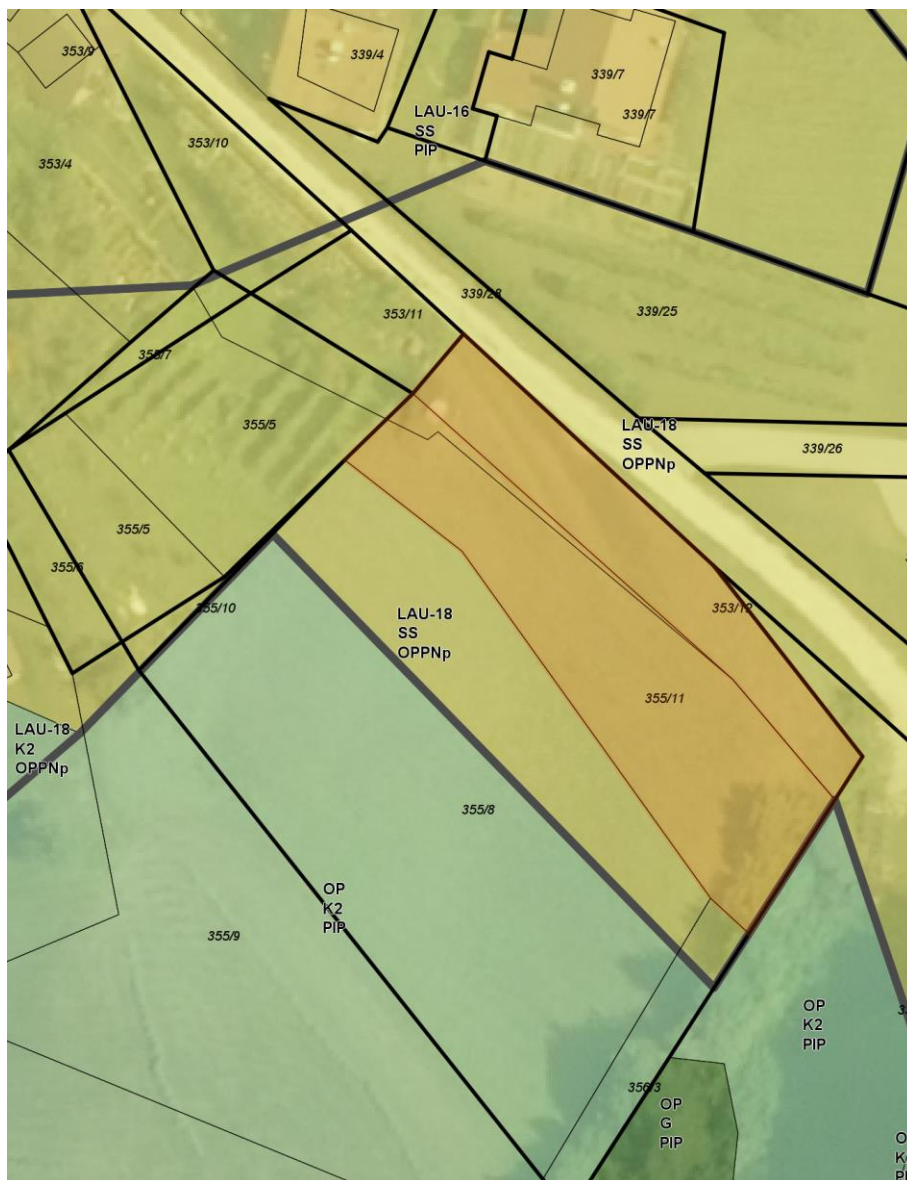 353/9
339/4
339/7
LAU-16
SS
PIP
339/7
353/10
353/4
339/28
339/25
353/11
355/7
355/5
LAU-18
SS
OPPNp
339/26
355/5
355/6
355/10
353/12
LAU-18
SS
OPPNp
355/11
LAU-18
K2
OPPNp
355/8
OP
K2
PIP
355/9
OP
K2
PIP
356/3
OP
G
PIP